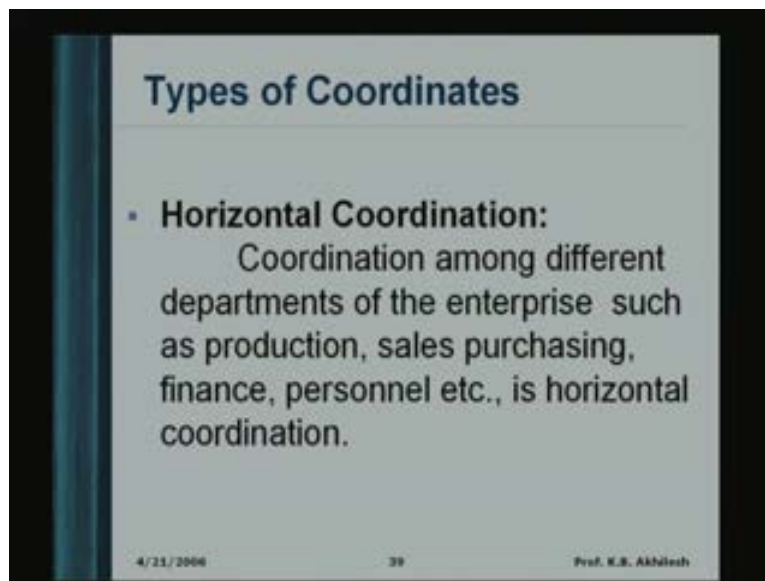 Types of Coordinates
Horizontal Coordination:
Coordination among different
departments of the enterprise such
as production, sales purchasing,
finance, personnel etc., is horizontal
coordination.
4/21/2006 39 Prof. K.B. Akhilesh